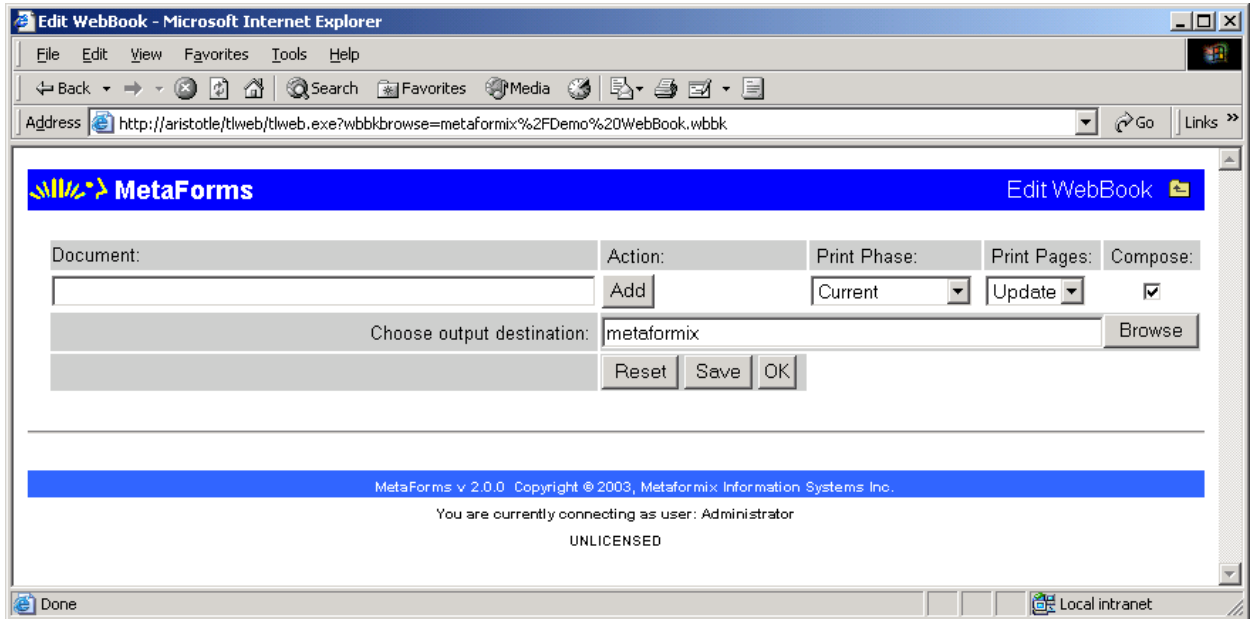 Edit WebBook - Microsoft Internet Explorer
File Edit View Favorites Tools Help
Back Search Favorites Media
Address http://aristotle/tlweb/tlweb.exe?wbbkbrowse=metaformix%2FDemo%20WebBook.wbbk Go Links »
MetaForms Edit WebBook
Document: Action: Print Phase: Print Pages: Compose:
Add Current Update
Choose output destination: metaformix Browse
Reset Save OK
MetaForms v 2.0.0 Copyright © 2003, Metaformix Information Systems Inc.
You are currently connecting as user: Administrator
UNLICENSED
Done Local intranet